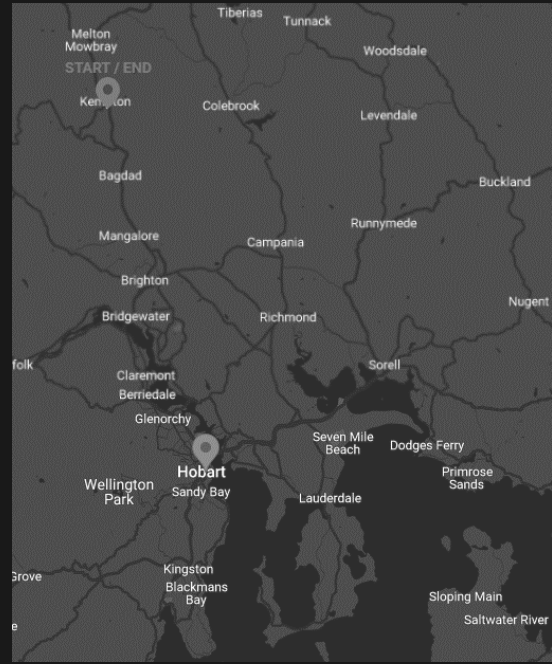 Tiberias
Tunnack
Melton
Mowbray
Woodsdale
START / END
Kempton
Colebrook
Levendale
Bagdad
Buckland
Runnymede
Mangalore
Campania
Brighton
Nugent
Bridgewater
Richmond
folk
Sorell
Claremont
Berriedale
Glenorchy
Seven Mile
Beach
Dodges Ferry
Hobart
Primrose
Sands
Wellington
Park
Sandy Bay
Lauderdale
Grove
Kingston
Blackmans
Bay
Sloping Main
Saltwater River
e